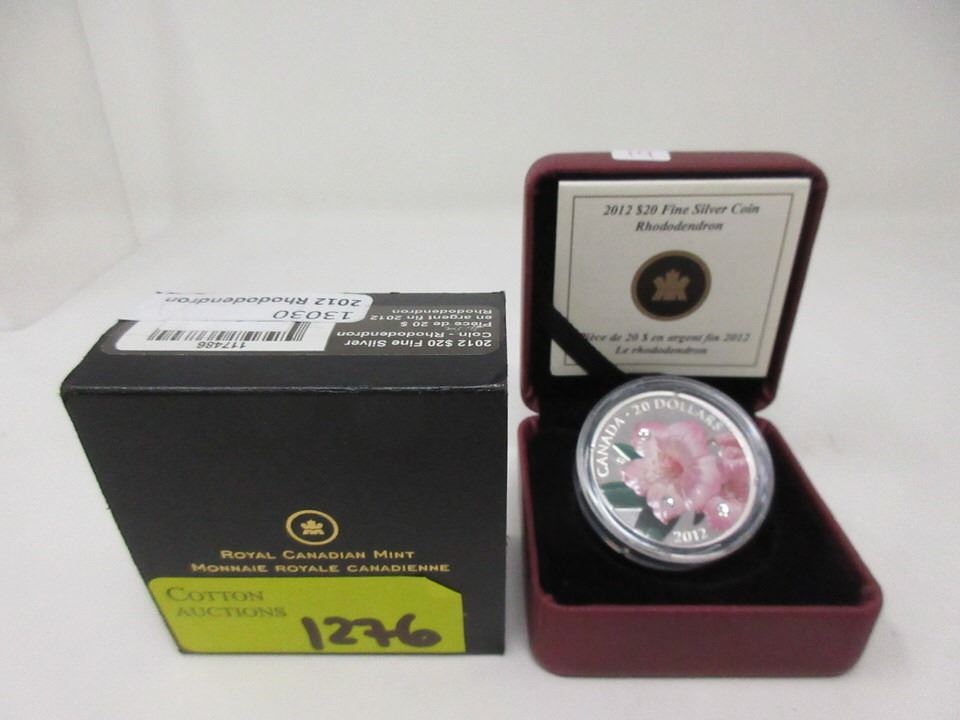 2012 Rhododendron
13030
117486
2012 $20 Fine Silver
Coin - Rhododendron
Pièce de 20 $
en argent fin 2012
Rhododendron
ROYAL CANADIAN MINT
MONNAIE ROYALE CANADIENNE
COTTON
AUCTIONS
1276
2012 $20 Fine Silver Coin
Rhododendron
Pièce de 20 $ en argent fin 2012
Le rhododendron
CANADA · 20 DOLLARS
2012